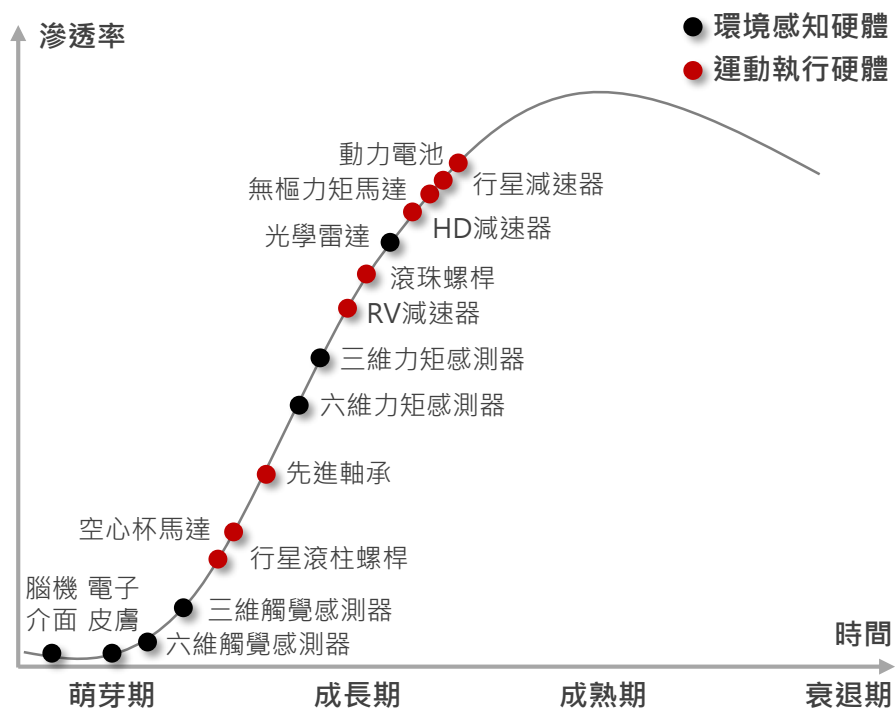 滲透率
環境感知硬體
運動執行硬體
動力電池
行星減速器
無樞力矩馬達
HD減速器
光學雷達
滾珠螺桿
RV減速器
三維力矩感測器
六維力矩感測器
先進軸承
空心杯馬達
行星滾柱螺桿
腦機 電子
介面 皮膚
三維觸覺感測器
六維觸覺感測器
時間
萌芽期
成長期
成熟期
衰退期